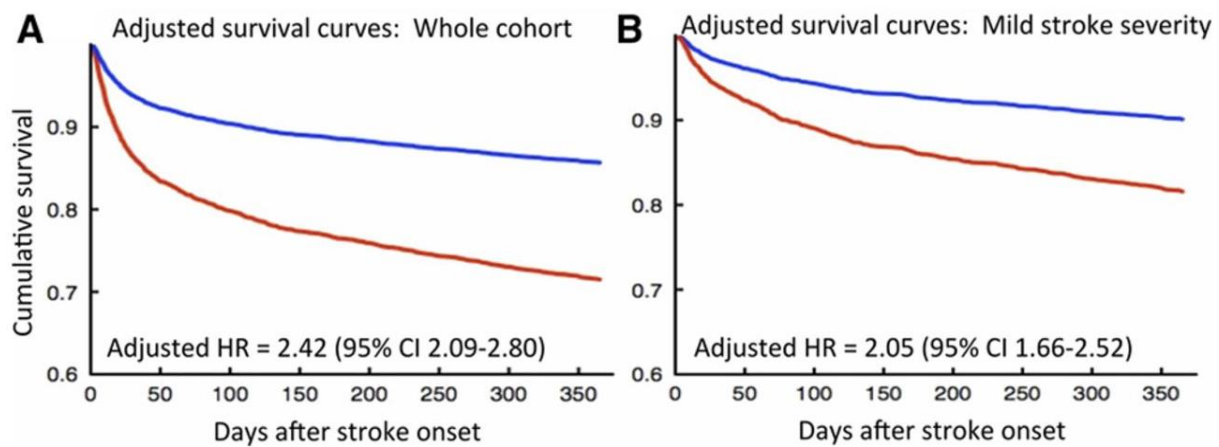 A
Adjusted survival curves: Whole cohort
Cumulative survival
0.9
0.8
0.7
0.6
Adjusted HR = 2.42 (95% CI 2.09-2.80)
0 50 100 150 200 250 300 350
Days after stroke onset
B
Adjusted survival curves: Mild stroke severity
0.9
0.8
0.7
0.6
Adjusted HR = 2.05 (95% CI 1.66-2.52)
0 50 100 150 200 250 300 350
Days after stroke onset